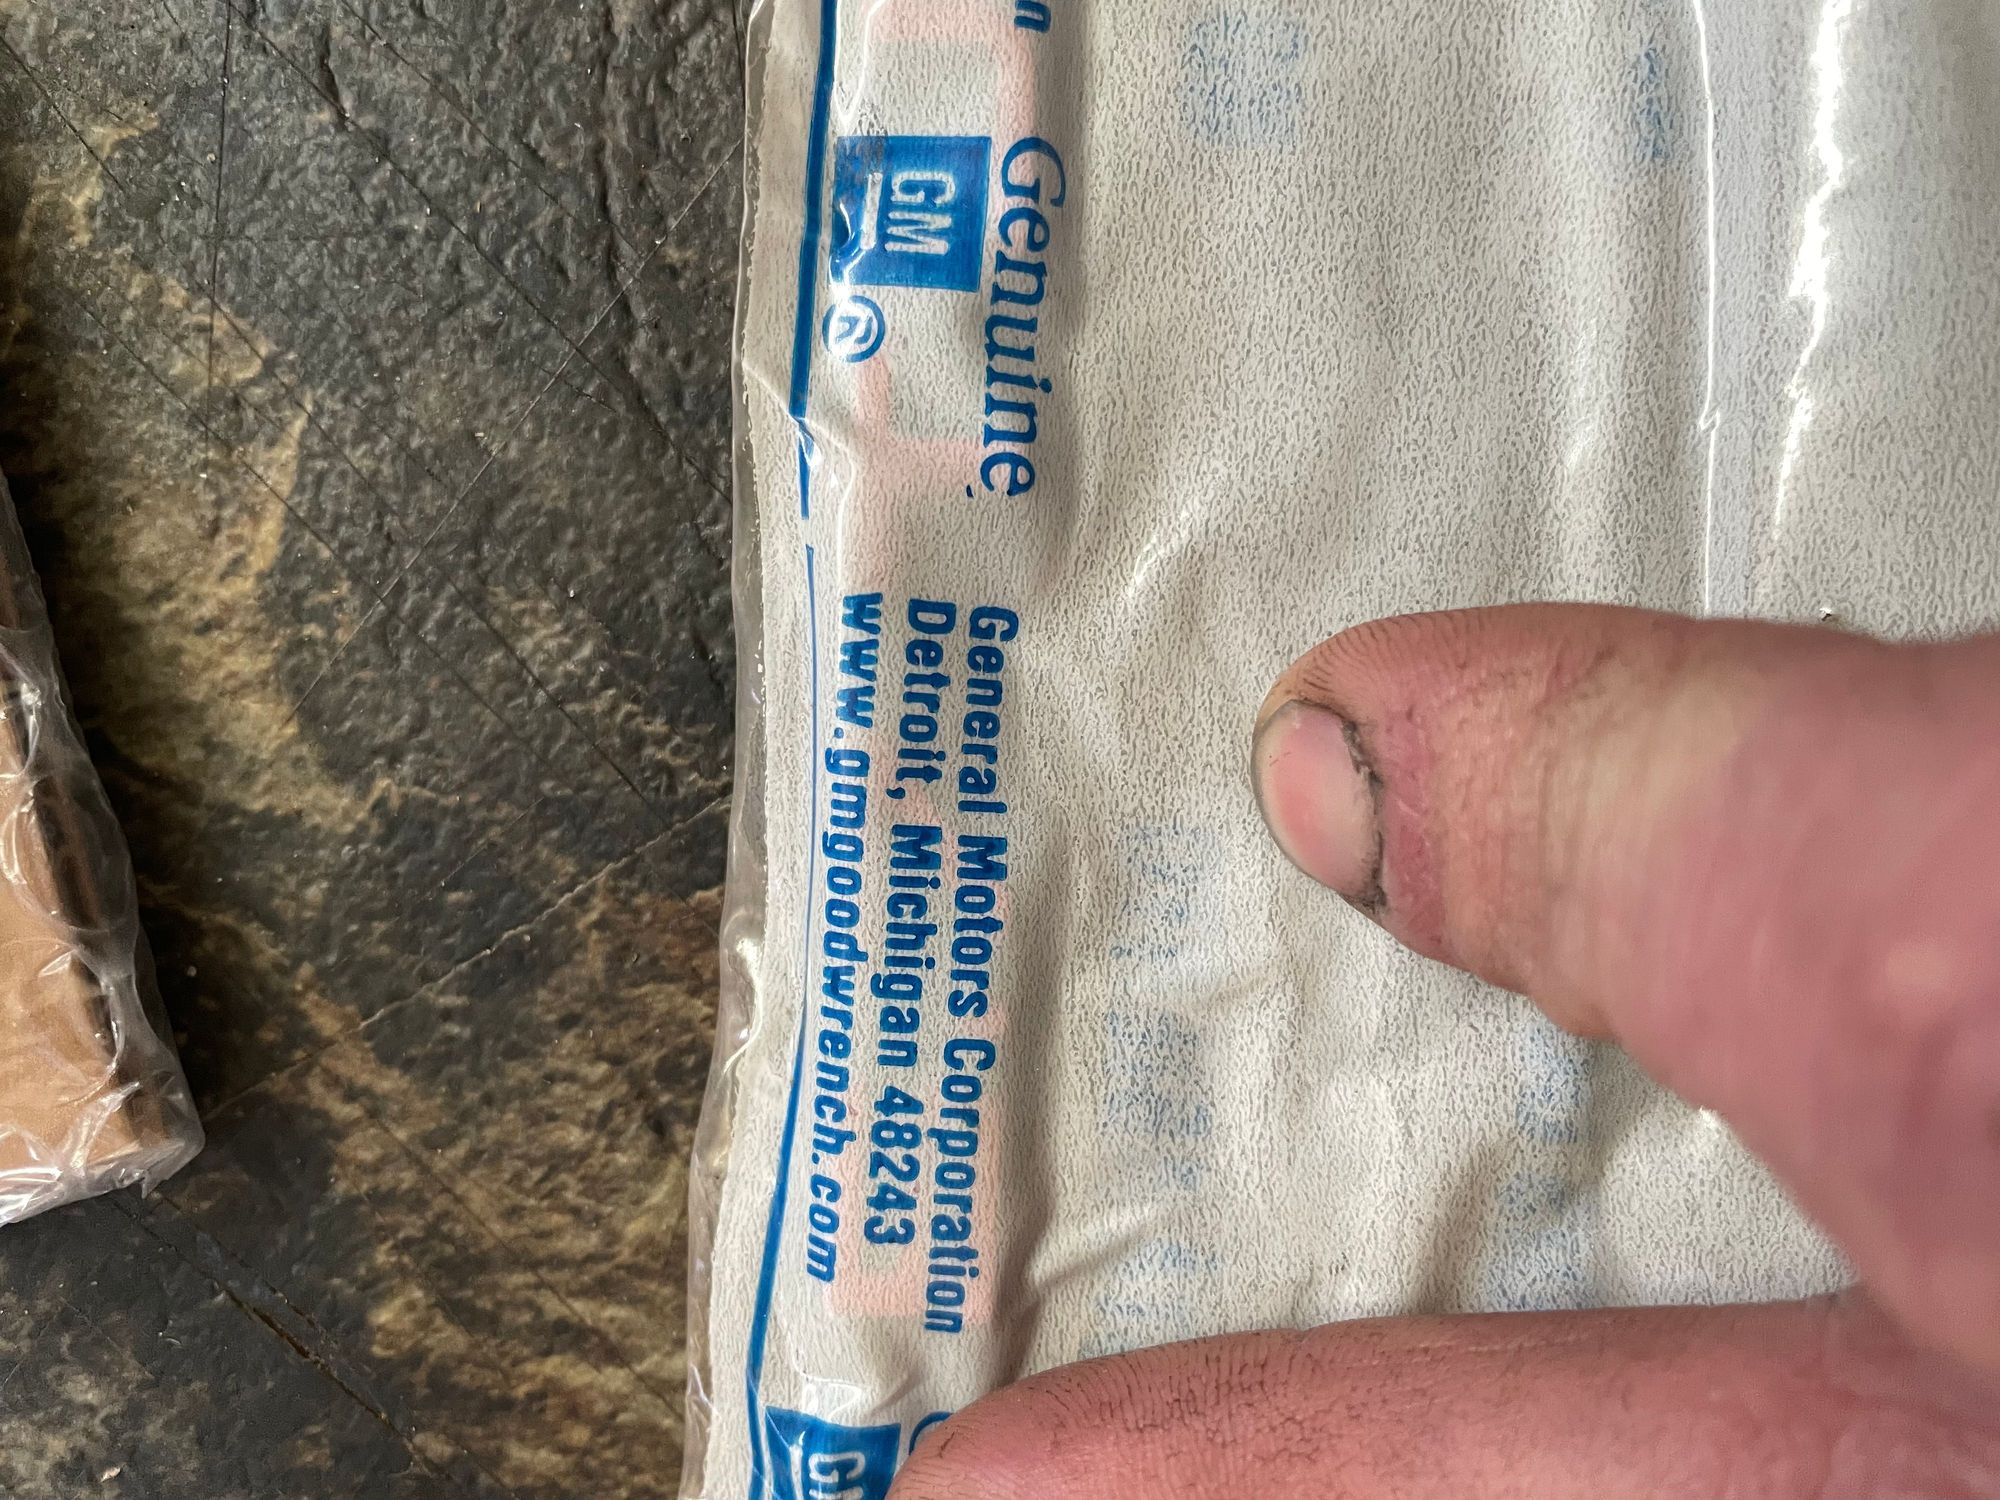 GM®
Genuine
General Motors Corporation
Detroit, Michigan 48243
www.gmgoodwrench.com